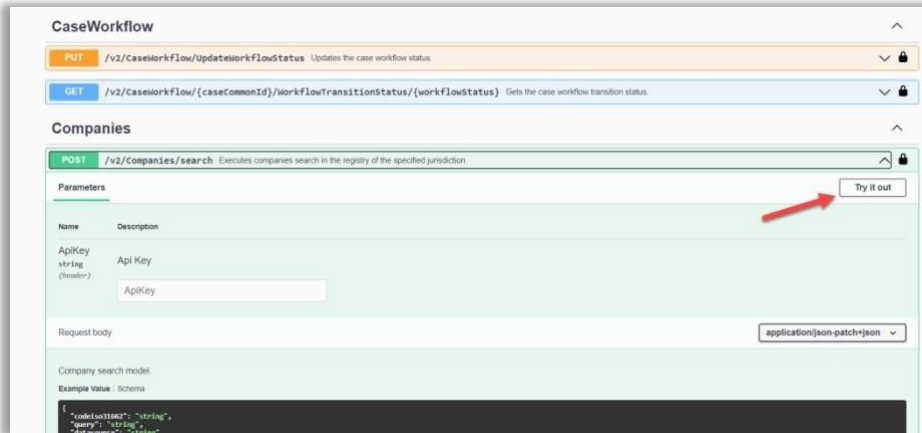 CaseWorkflow
PUT /v2/CaseWorkflow/UpdateWorkflowStatus Updates the case workflow status.
GET /v2/CaseWorkflow/{caseCommonId}/WorkflowTransitionStatus/{workflowStatus} Gets the case workflow transition status.
Companies
POST /v2/Companies/search Executes companies search in the registry of the specified jurisdiction
Parameters
Try it out
Name Description
ApiKey
string
(header)
Api Key
ApiKey
Request body
application/json-patch+json
Company search model.
Example Value Schema
{
"codeiso31662": "string",
"query": "string",
"datasource": "string"